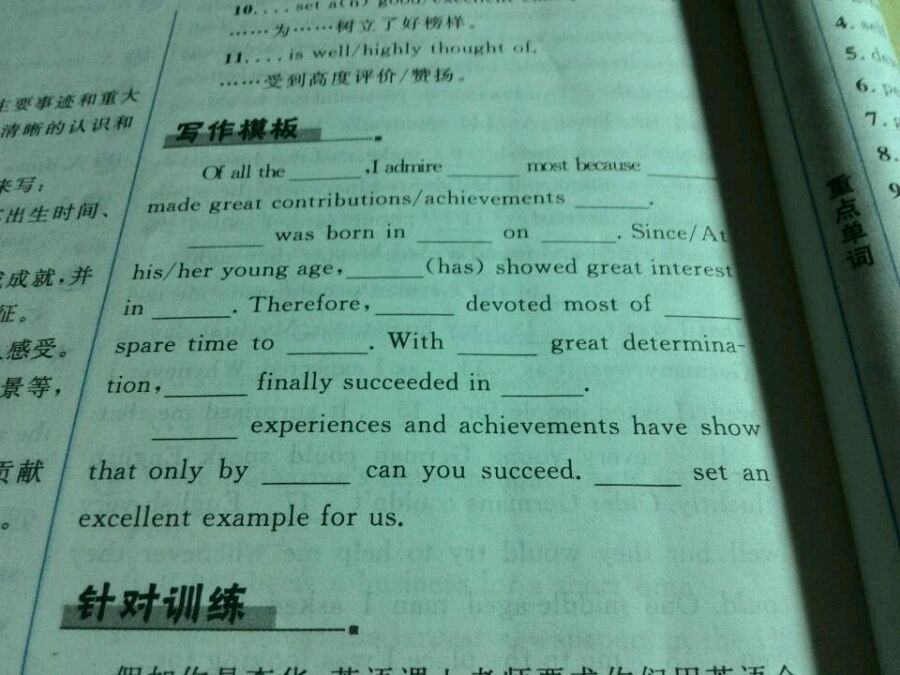 10. . . . set a(n) good/excellent
……为……树立了好榜样。
11. . . . is well/highly thought of.
……受到高度评价/赞扬。
主要事迹和重大
清晰的认识和
来写：
出生时间、
成就，并
征。
感受。
景等，
贡献
写作模板
Of all the ______, I admire ______ most because ______
made great contributions/achievements ______.
______ was born in ______ on ______. Since/At
his/her young age, ______ (has) showed great interest
in ______. Therefore, ______ devoted most of ______
spare time to ______. With ______ great determina-
tion, ______ finally succeeded in ______.
______ experiences and achievements have show
that only by ______ can you succeed. ______ set an
excellent example for us.
针对训练
4.
5.
6.
7.
8.
9
重点单词